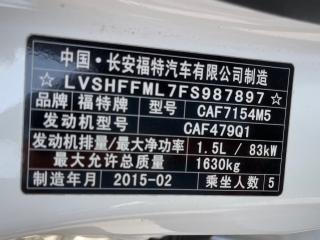 中国·长安福特汽车有限公司制造
☆LVSHFFML7FS987897☆
品牌 福特牌 型号 CAF7154M5
发动机型号 CAF479Q1
发动机排量/最大净功率 1.5L / 83kW
最大允许总质量 1630kg
制造年月 2015-02 乘坐人数 5